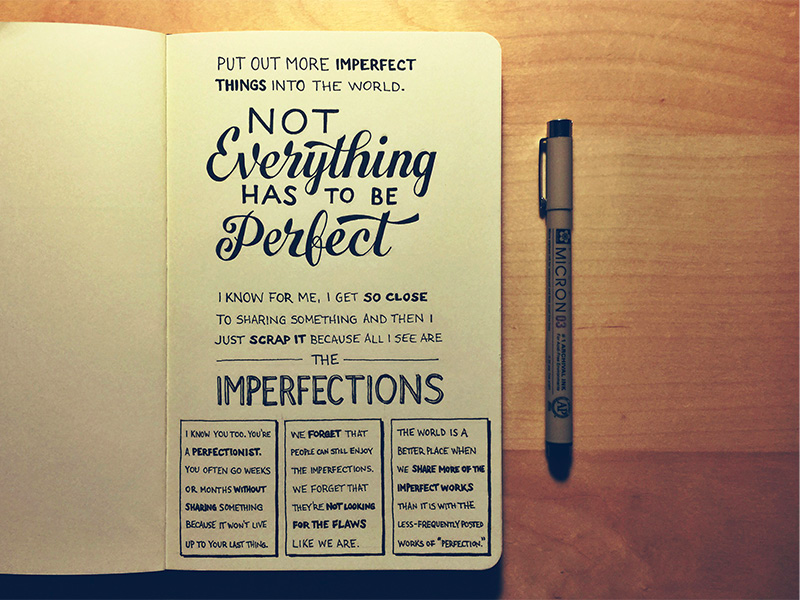 PUT OUT MORE IMPERFECT
THINGS INTO THE WORLD.
NOT
Everything
HAS TO BE
Perfect
I KNOW FOR ME, I GET SO CLOSE
TO SHARING SOMETHING AND THEN I
JUST SCRAP IT BECAUSE ALL I SEE ARE
THE
IMPERFECTIONS
I KNOW YOU TOO. YOU'RE
A PERFECTIONIST.
YOU OFTEN GO WEEKS
OR MONTHS WITHOUT
SHARING SOMETHING
BECAUSE IT WON'T LIVE
UP TO YOUR LAST THING.
WE FORGET THAT
PEOPLE CAN STILL ENJOY
THE IMPERFECTIONS.
WE FORGET THAT
THEY'RE NOT LOOKING
FOR THE FLAWS
LIKE WE ARE.
THE WORLD IS A
BETTER PLACE WHEN
WE SHARE MORE OF THE
IMPERFECT WORKS
THAN IT IS WITH THE
LESS-FREQUENTLY POSTED
WORKS OF "PERFECTION."
MICRON 03
#1 ARCHIVAL INK
AP